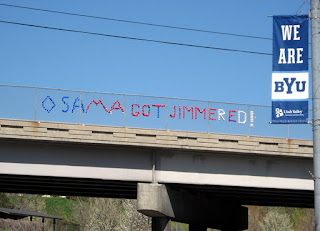 OSAMA GOT JIMMERED!
WE
ARE
BYU
Utah Valley